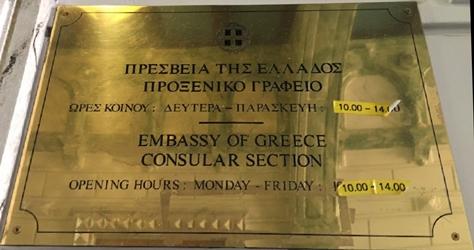 ΠΡΕΣΒΕΙΑ ΤΗΣ ΕΛΛΑΔΟΣ
ΠΡΟΞΕΝΙΚΟ ΓΡΑΦΕΙΟ
ΩΡΕΣ ΚΟΙΝΟΥ: ΔΕΥΤΕΡΑ – ΠΑΡΑΣΚΕΥΗ: 10.00 - 14.00
EMBASSY OF GREECE
CONSULAR SECTION
OPENING HOURS: MONDAY - FRIDAY: 10.00 - 14.00